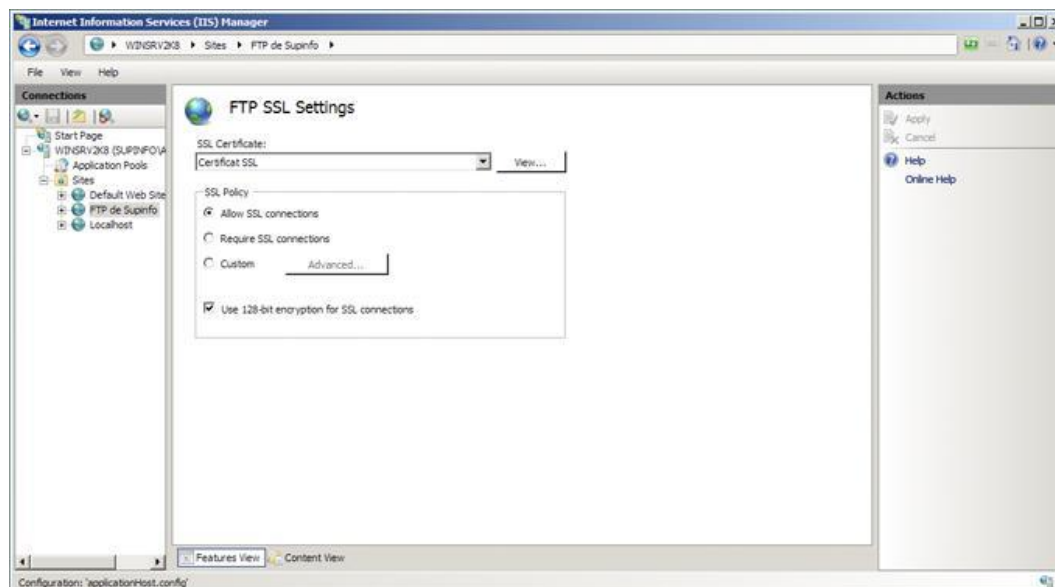 Internet Information Services (IIS) Manager
WINSRV2K8 Sites FTP de Supinfo
File View Help
Connections
Start Page
WINSRV2K8 (SUPINFO\A
Application Pools
Sites
Default Web Site
FTP de Supinfo
Localhost
FTP SSL Settings
SSL Certificate:
Certificat SSL
View...
SSL Policy
Allow SSL connections
Require SSL connections
Custom
Advanced...
Use 128-bit encryption for SSL connections
Features View
Content View
Actions
Apply
Cancel
Help
Online Help
Configuration: 'applicationHost.config'